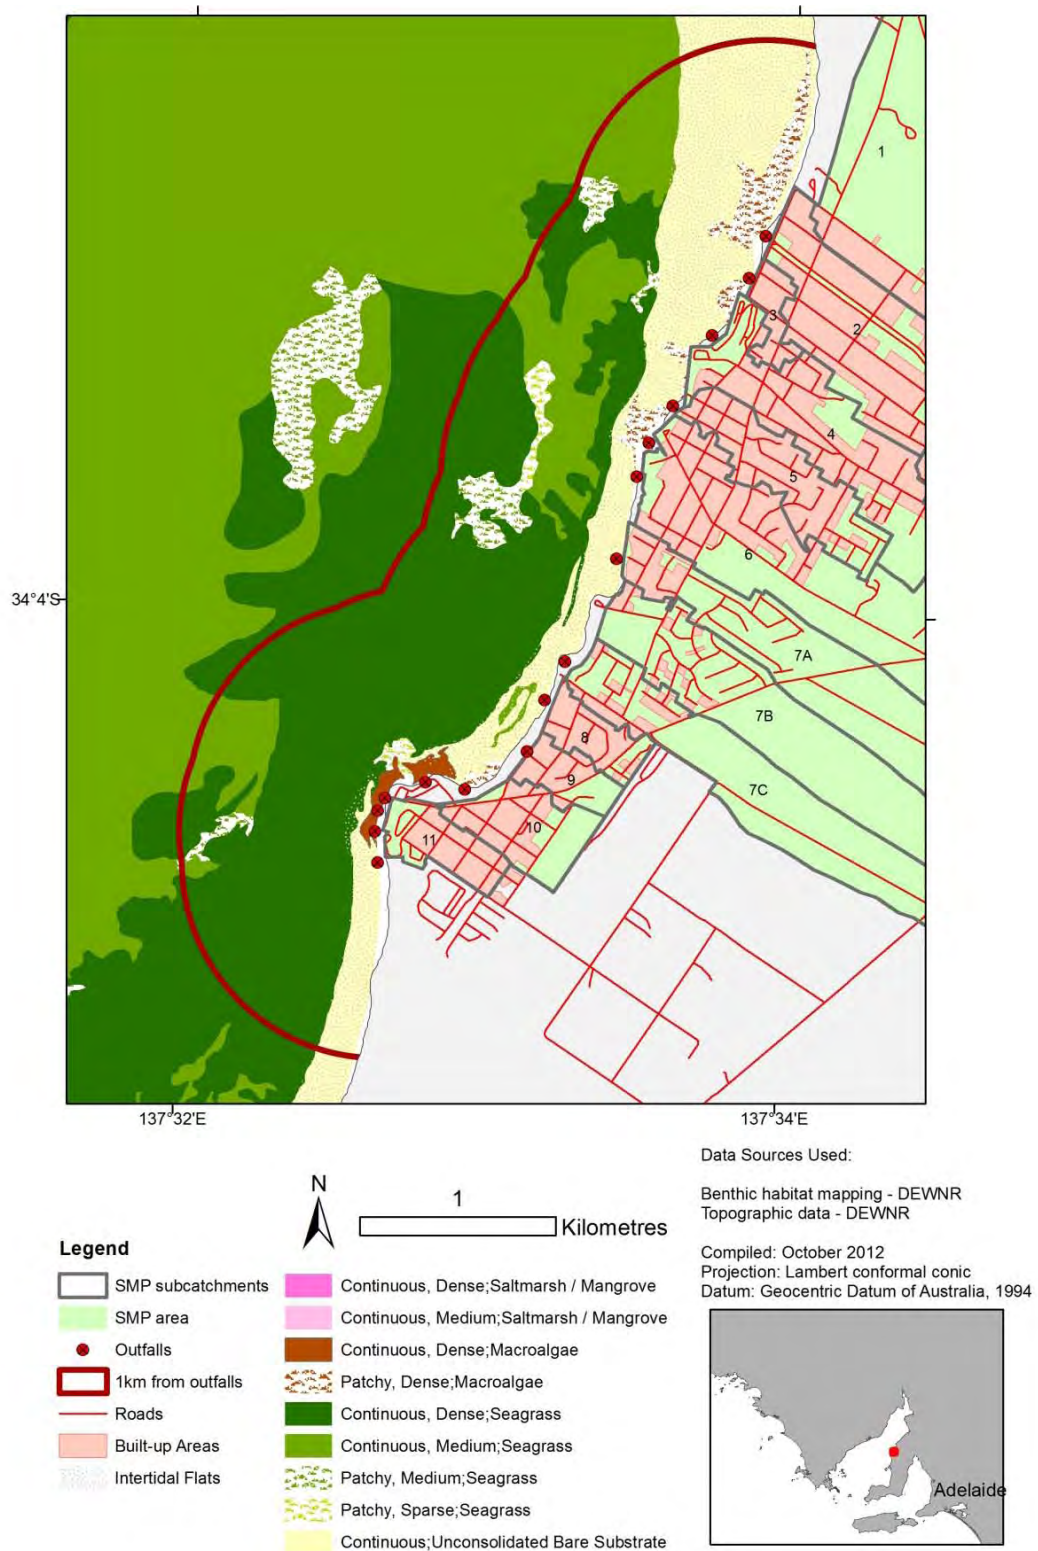 1
3
2
4
5
6
34°4'S
7A
7B
8
9
7C
10
11
137°32'E
137°34'E
Data Sources Used:
Benthic habitat mapping - DEWNR
Topographic data - DEWNR
Compiled: October 2012
Projection: Lambert conformal conic
Datum: Geocentric Datum of Australia, 1994
N
1
Kilometres
Legend
SMP subcatchments
SMP area
Outfalls
1km from outfalls
Roads
Built-up Areas
Intertidal Flats
Continuous, Dense;Saltmarsh / Mangrove
Continuous, Medium;Saltmarsh / Mangrove
Continuous, Dense;Macroalgae
Patchy, Dense;Macroalgae
Continuous, Dense;Seagrass
Continuous, Medium;Seagrass
Patchy, Medium;Seagrass
Patchy, Sparse;Seagrass
Continuous;Unconsolidated Bare Substrate
Adelaide